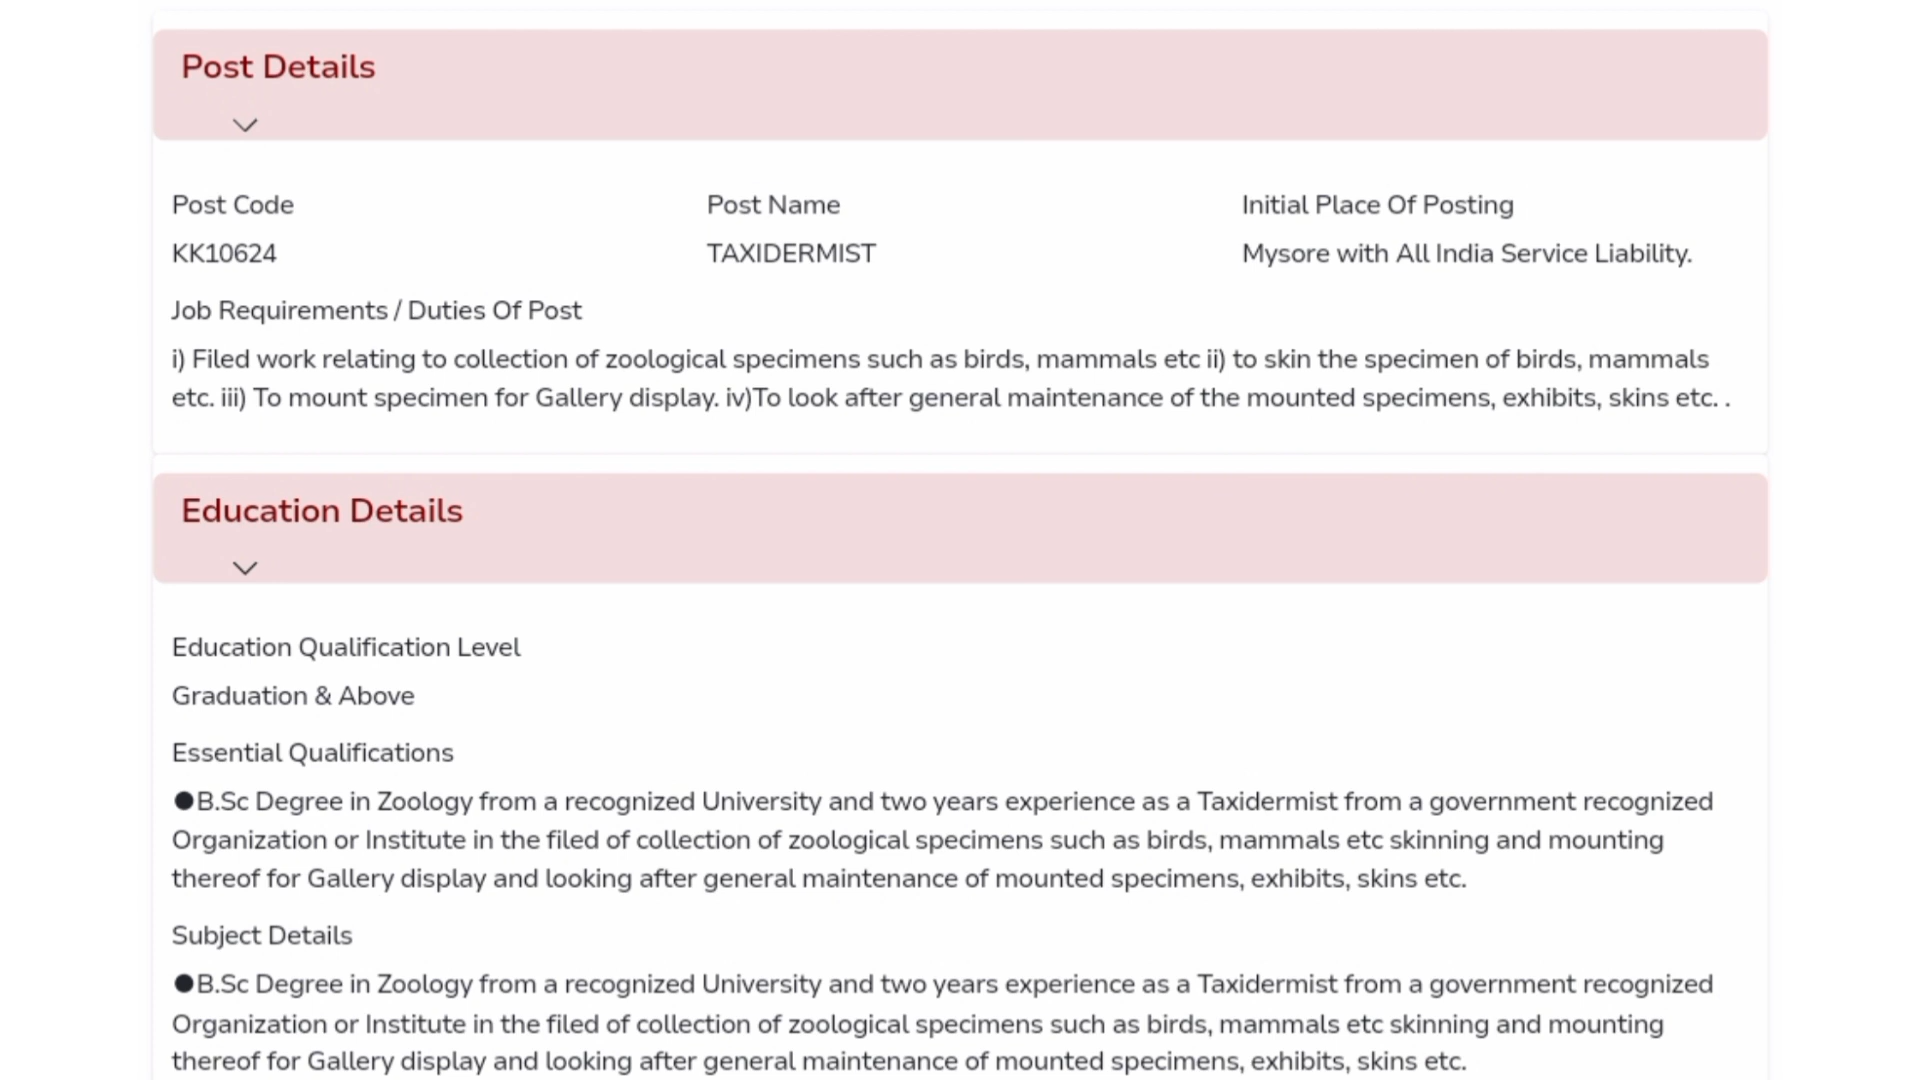 Post Details
Post Code
Post Name
Initial Place Of Posting
KK10624
TAXIDERMIST
Mysore with All India Service Liability.
Job Requirements / Duties Of Post
i) Filed work relating to collection of zoological specimens such as birds, mammals etc ii) to skin the specimen of birds, mammals
etc. iii) To mount specimen for Gallery display. iv)To look after general maintenance of the mounted specimens, exhibits, skins etc. .
Education Details
Education Qualification Level
Graduation & Above
Essential Qualifications
●B.Sc Degree in Zoology from a recognized University and two years experience as a Taxidermist from a government recognized
Organization or Institute in the filed of collection of zoological specimens such as birds, mammals etc skinning and mounting
thereof for Gallery display and looking after general maintenance of mounted specimens, exhibits, skins etc.
Subject Details
●B.Sc Degree in Zoology from a recognized University and two years experience as a Taxidermist from a government recognized
Organization or Institute in the filed of collection of zoological specimens such as birds, mammals etc skinning and mounting
thereof for Gallery display and looking after general maintenance of mounted specimens, exhibits, skins etc.